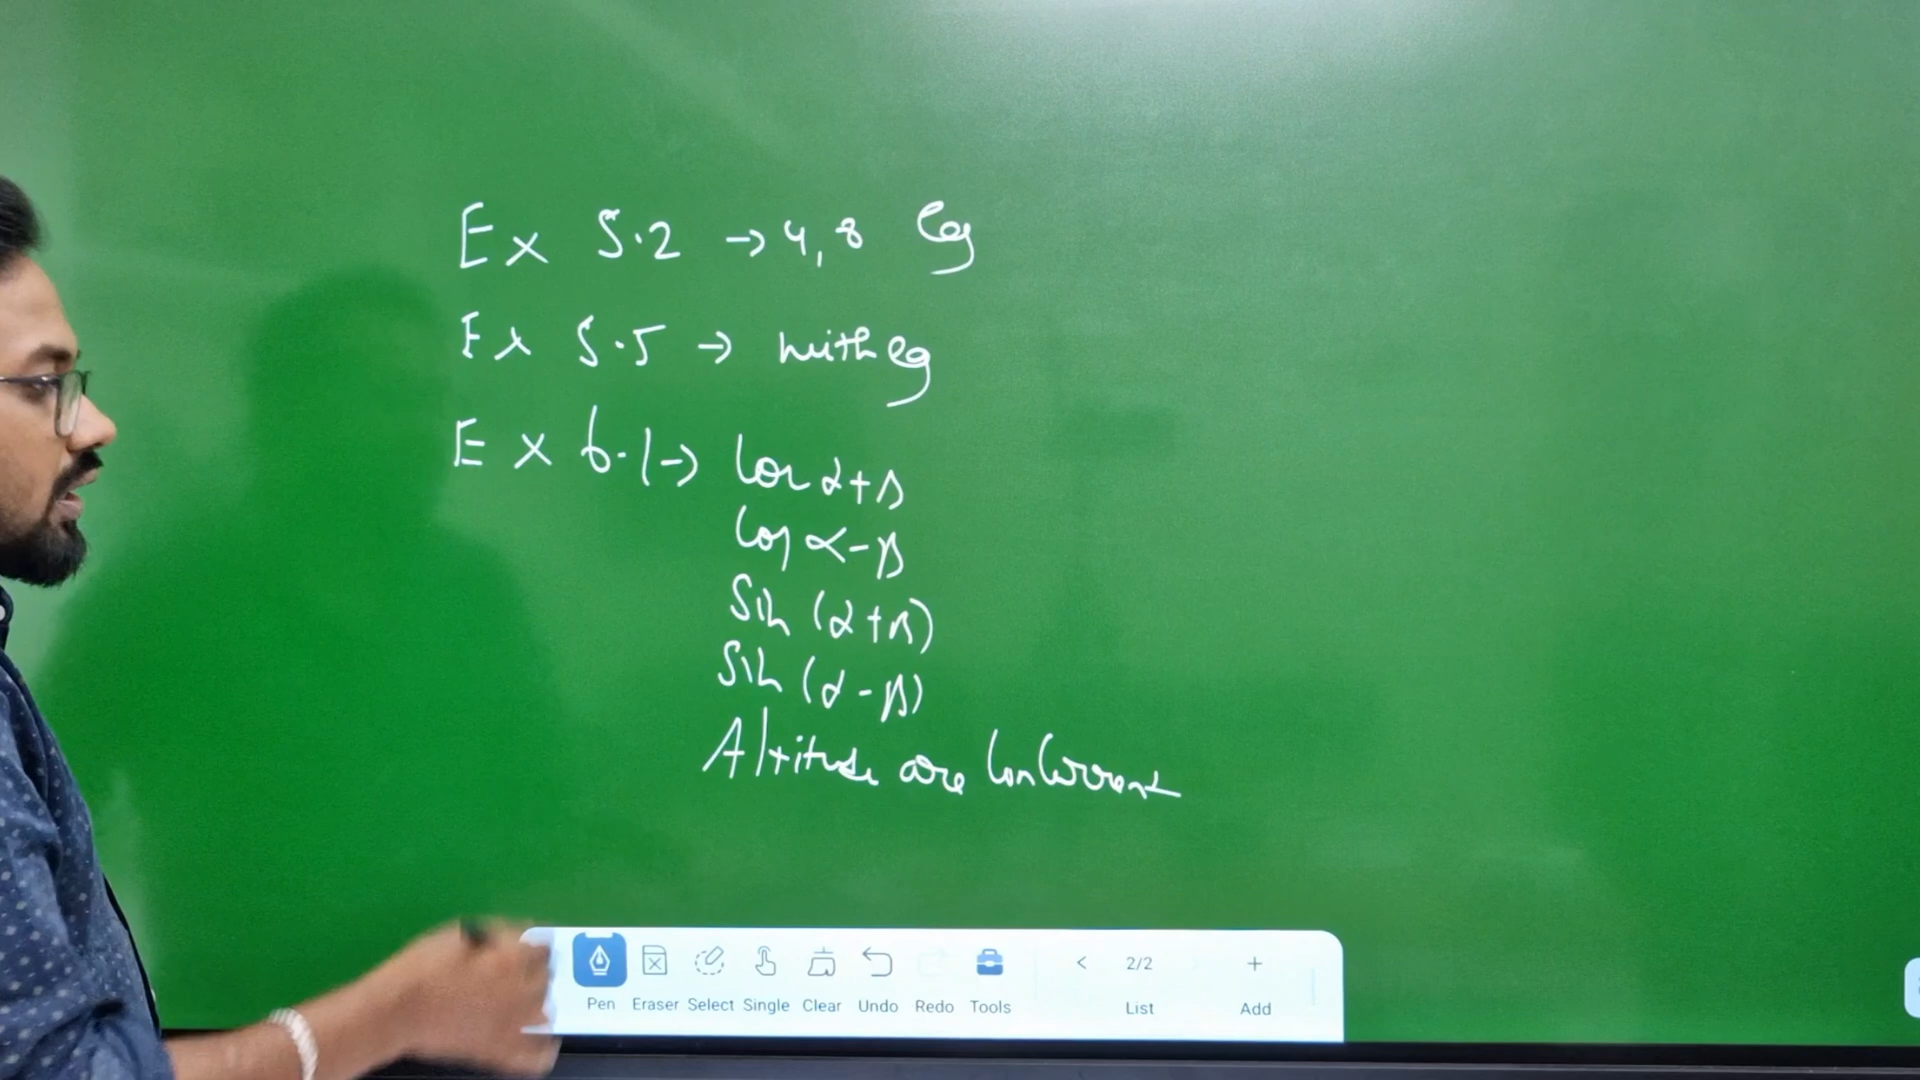 Ex 5.2 → 4, 8 eg
Ex 5.5 → with eg
Ex 6.1 → Cos α+β
Cos α-β
Sin (α+β)
Sin (α-β)
Altitude are Concurrent
Pen Eraser Select Single Clear Undo Redo Tools < 2/2 List + Add